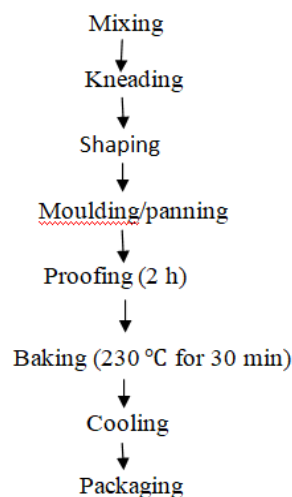 Mixing
Kneading
Shaping
Moulding/panning
Proofing (2 h)
Baking (230 °C for 30 min)
Cooling
Packaging